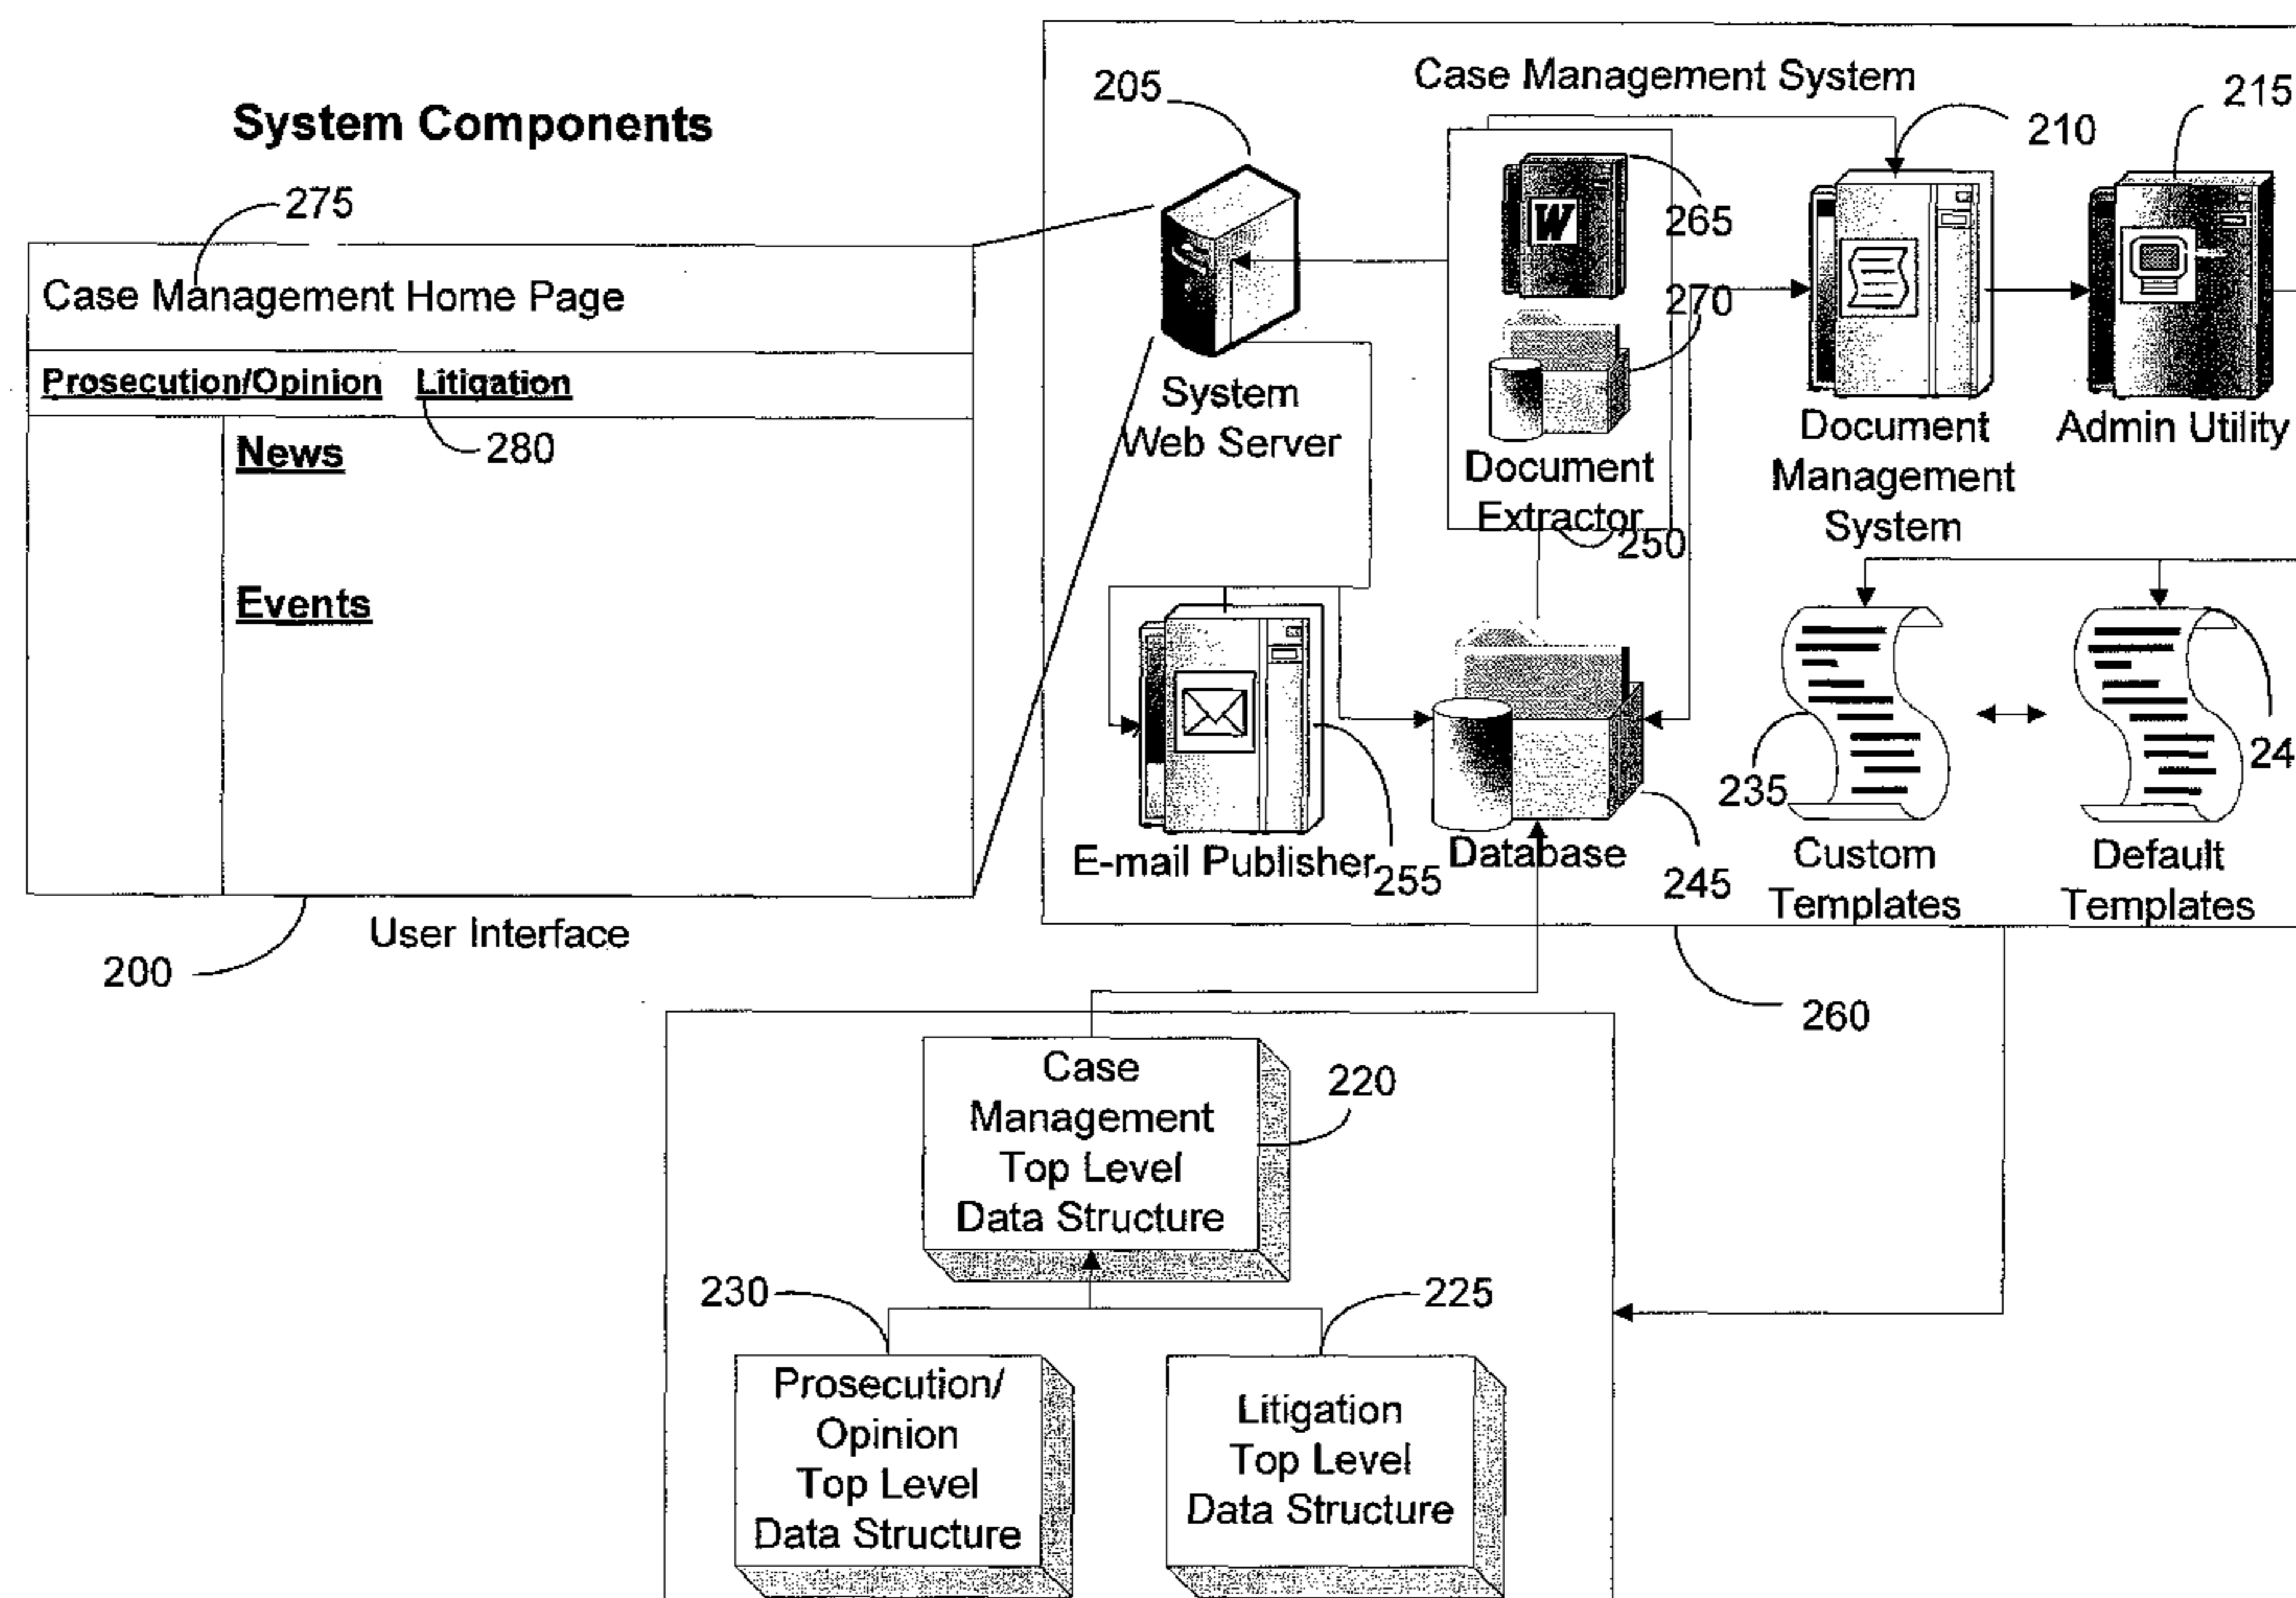 System Components
275
Case Management Home Page
Prosecution/Opinion Litigation
280
News
Events
User Interface
200
Case Management System
205
210
215
265
W
270
System
Web Server
Document
Extractor
250
Document
Management
System
Admin Utility
E-mail Publisher
255
Database
245
235
Custom
Templates
24
Default
Templates
260
Case
Management
Top Level
Data Structure
220
230
225
Prosecution/
Opinion
Top Level
Data Structure
Litigation
Top Level
Data Structure